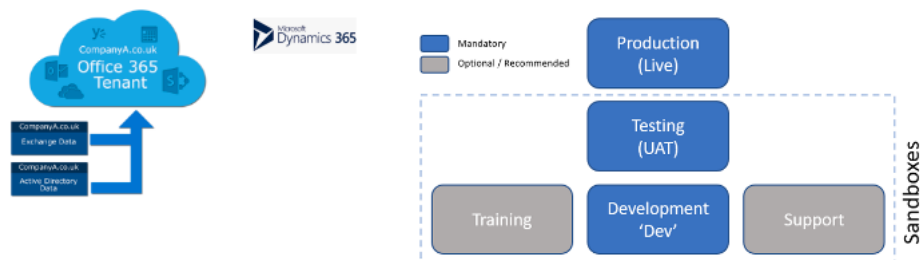 CompanyA.co.uk
Office 365
Tenant
CompanyA.co.uk
Exchange Data
CompanyA.co.uk
Active Directory
Data
Microsoft
Dynamics 365
Mandatory
Optional / Recommended
Production
(Live)
Testing
(UAT)
Training
Development
'Dev'
Support
Sandboxes